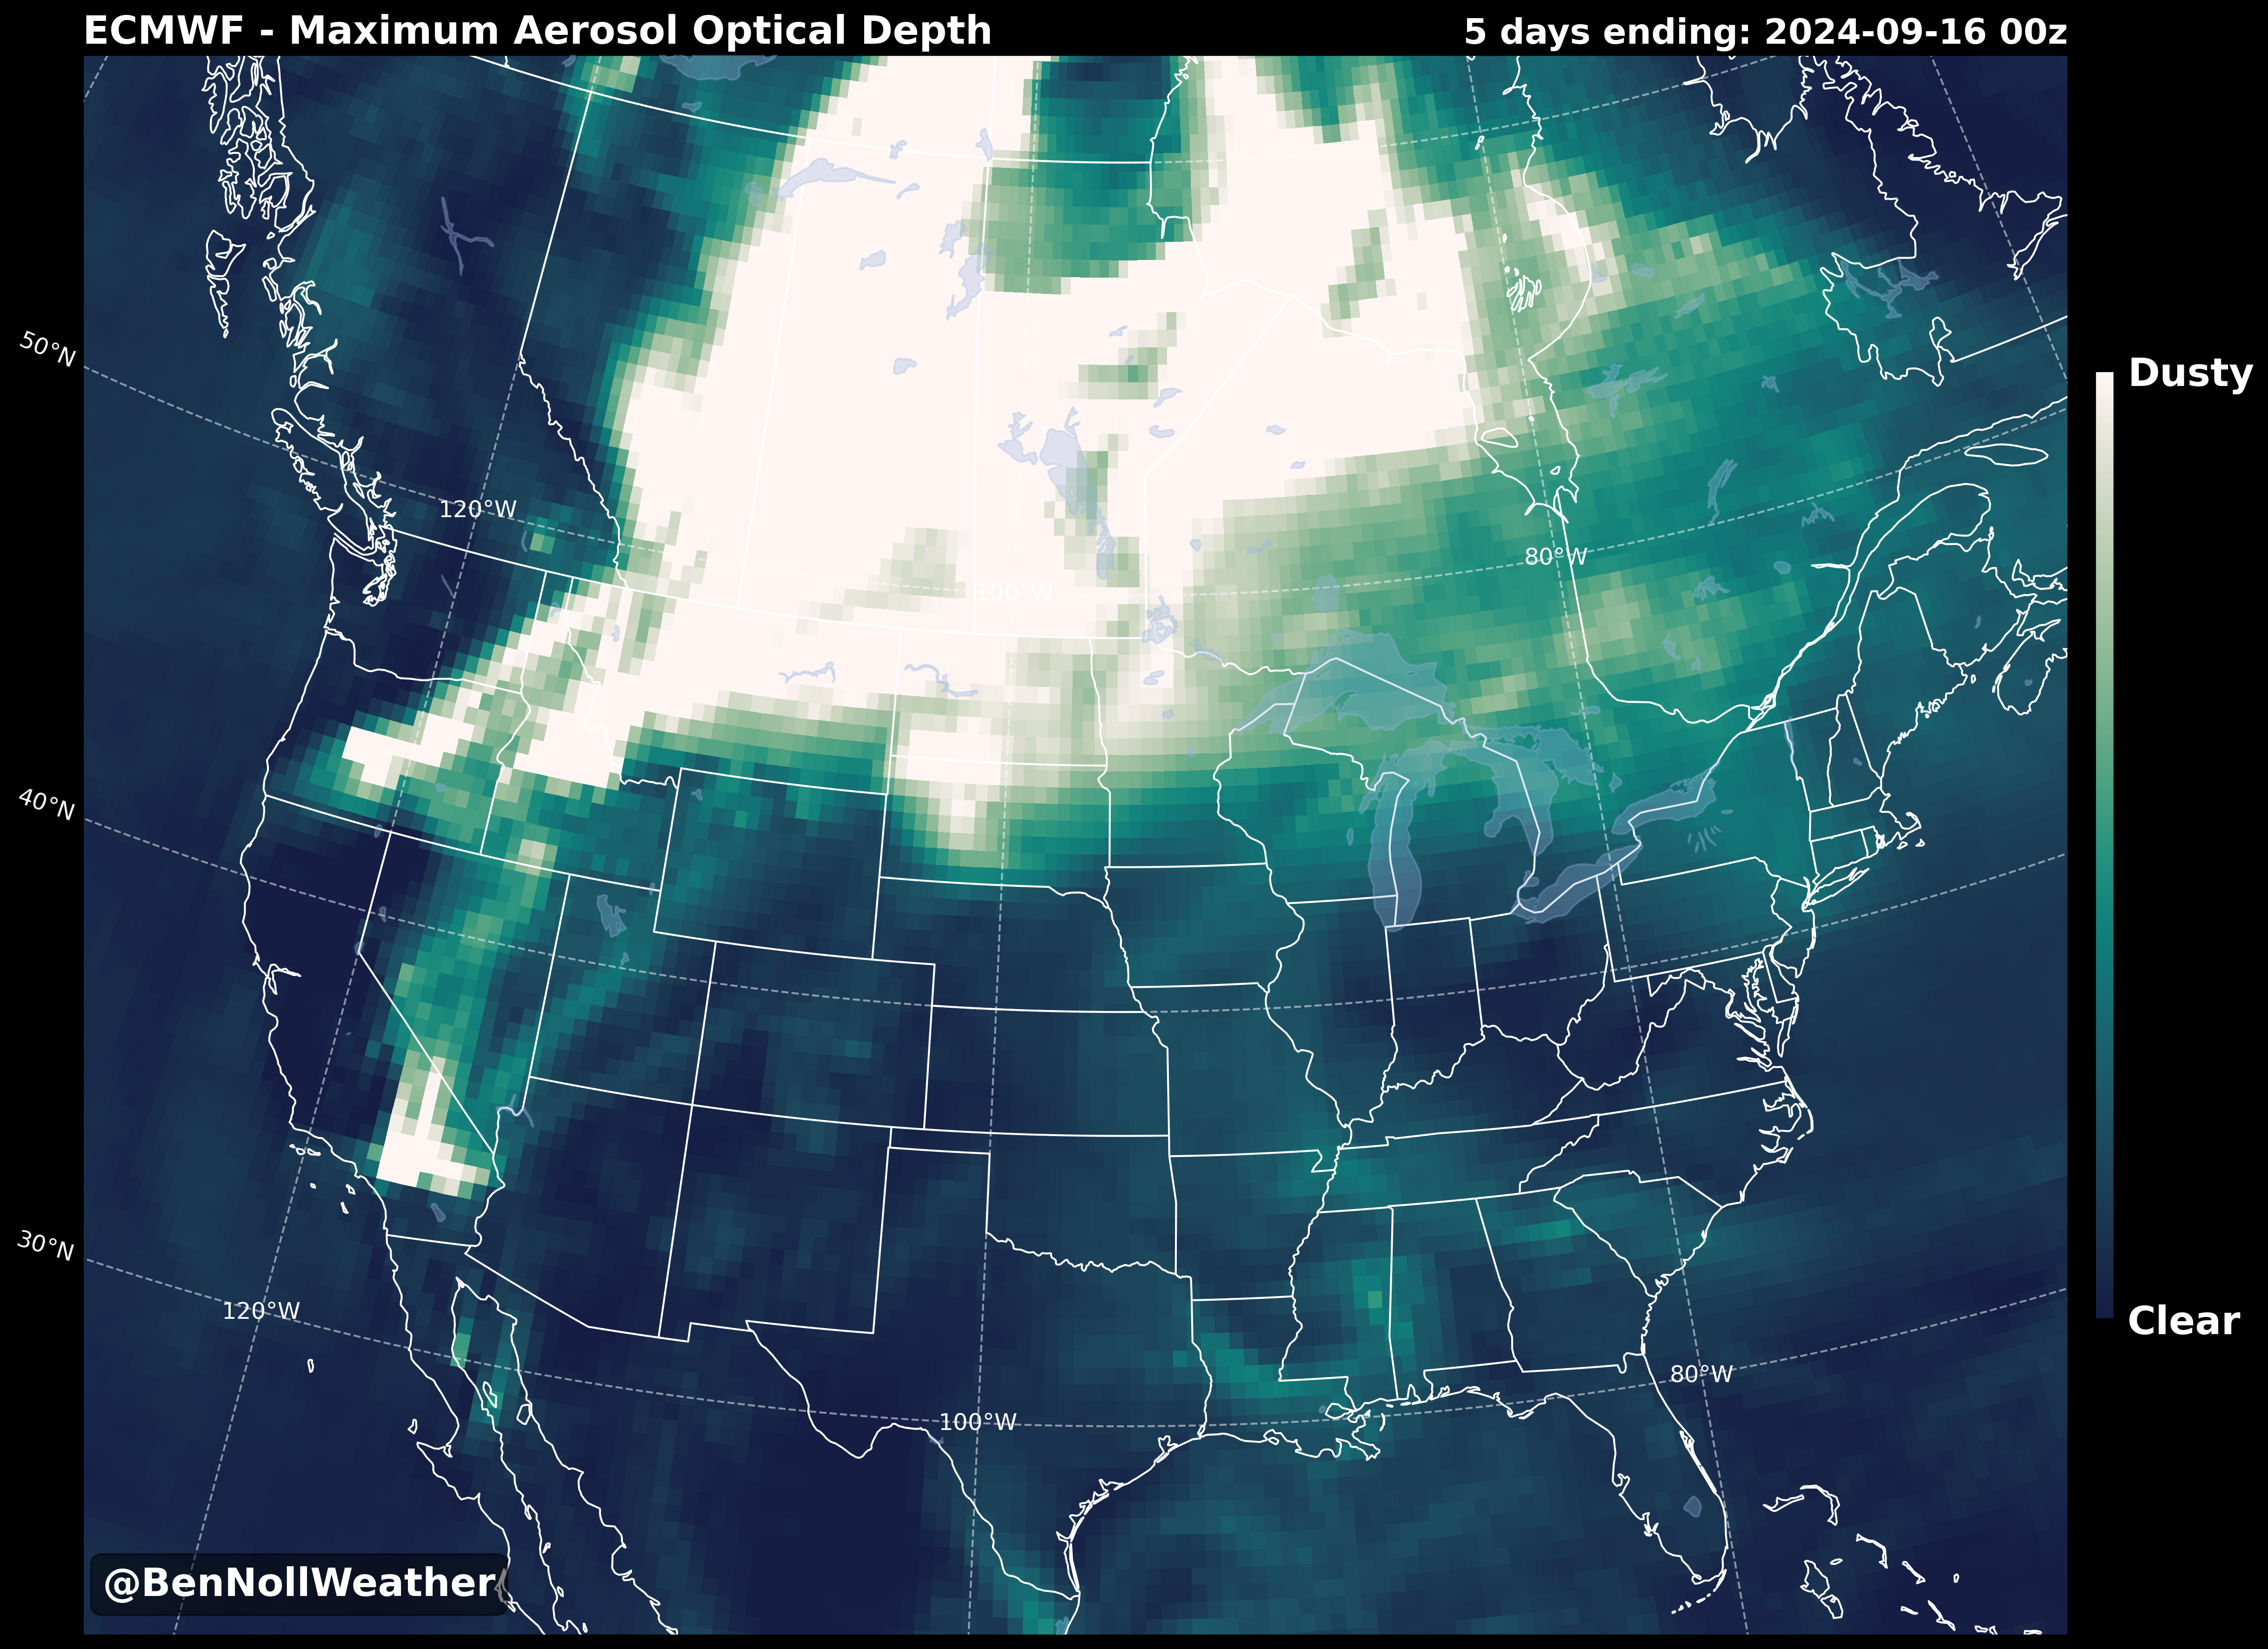 ECMWF - Maximum Aerosol Optical Depth
5 days ending: 2024-09-16 00z
50°N
Dusty
120°W
80°W
100°W
40°N
30°N
120°W
Clear
80°W
100°W
@BenNollWeather